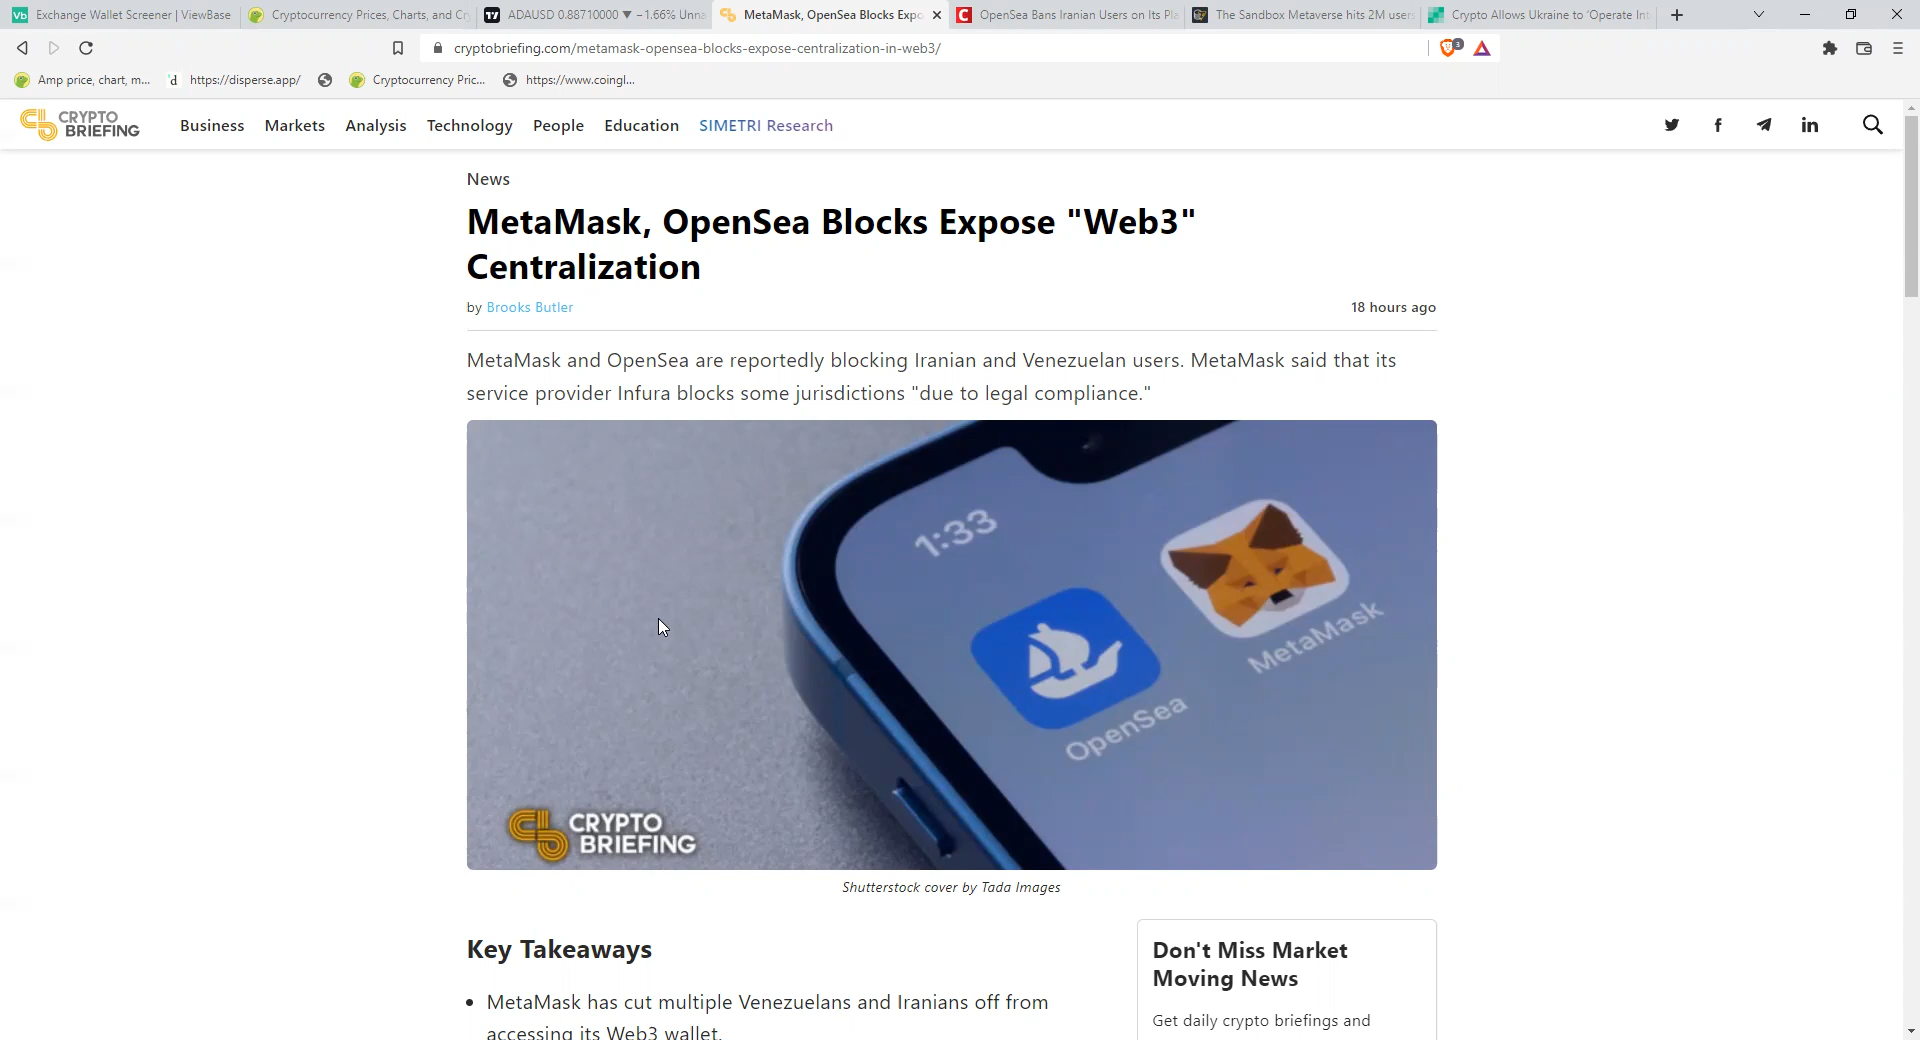 Vb Exchange Wallet Screener | ViewBase
Cryptocurrency Prices, Charts, and Cr
ADAUSD 0.88710000 ▼ −1.66% Unna
MetaMask, OpenSea Blocks Expo
OpenSea Bans Iranian Users on Its Pla
The Sandbox Metaverse hits 2M users
Crypto Allows Ukraine to 'Operate Int
cryptobriefing.com/metamask-opensea-blocks-expose-centralization-in-web3/
3
Amp price, chart, m...
d https://disperse.app/
Cryptocurrency Pric...
https://www.coingl...
CRYPTO
BRIEFING
Business Markets Analysis Technology People Education SIMETRI Research
News
MetaMask, OpenSea Blocks Expose "Web3"
Centralization
by Brooks Butler
18 hours ago
MetaMask and OpenSea are reportedly blocking Iranian and Venezuelan users. MetaMask said that its
service provider Infura blocks some jurisdictions "due to legal compliance."
1:33
MetaMask
OpenSea
CRYPTO
BRIEFING
Shutterstock cover by Tada Images
Key Takeaways
• MetaMask has cut multiple Venezuelans and Iranians off from
accessing its Web3 wallet.
Don't Miss Market
Moving News
Get daily crypto briefings and